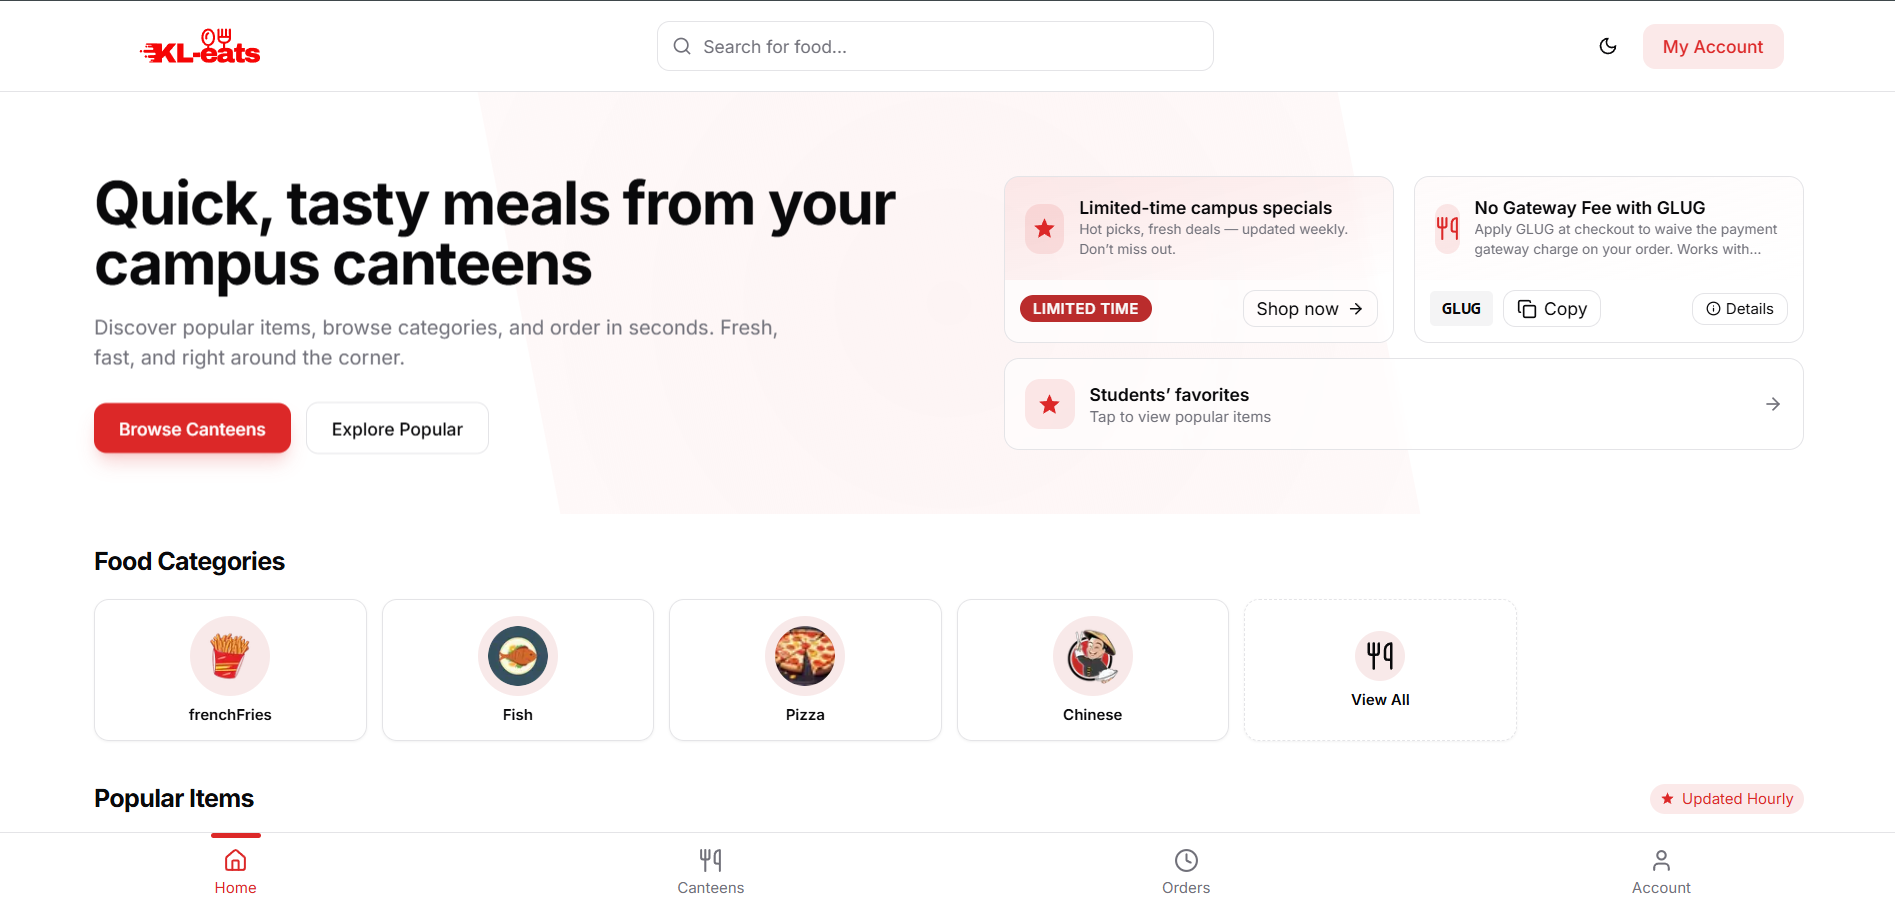 KL-eats
Search for food...
My Account
Quick, tasty meals from your
campus canteens
Discover popular items, browse categories, and order in seconds. Fresh,
fast, and right around the corner.
Browse Canteens
Explore Popular
Limited-time campus specials
Hot picks, fresh deals — updated weekly.
Don’t miss out.
LIMITED TIME
Shop now
No Gateway Fee with GLUG
Apply GLUG at checkout to waive the payment
gateway charge on your order. Works with...
GLUG
Copy
Details
Students’ favorites
Tap to view popular items
Food Categories
frenchFries
Fish
Pizza
Chinese
View All
Popular Items
Updated Hourly
Home
Canteens
Orders
Account